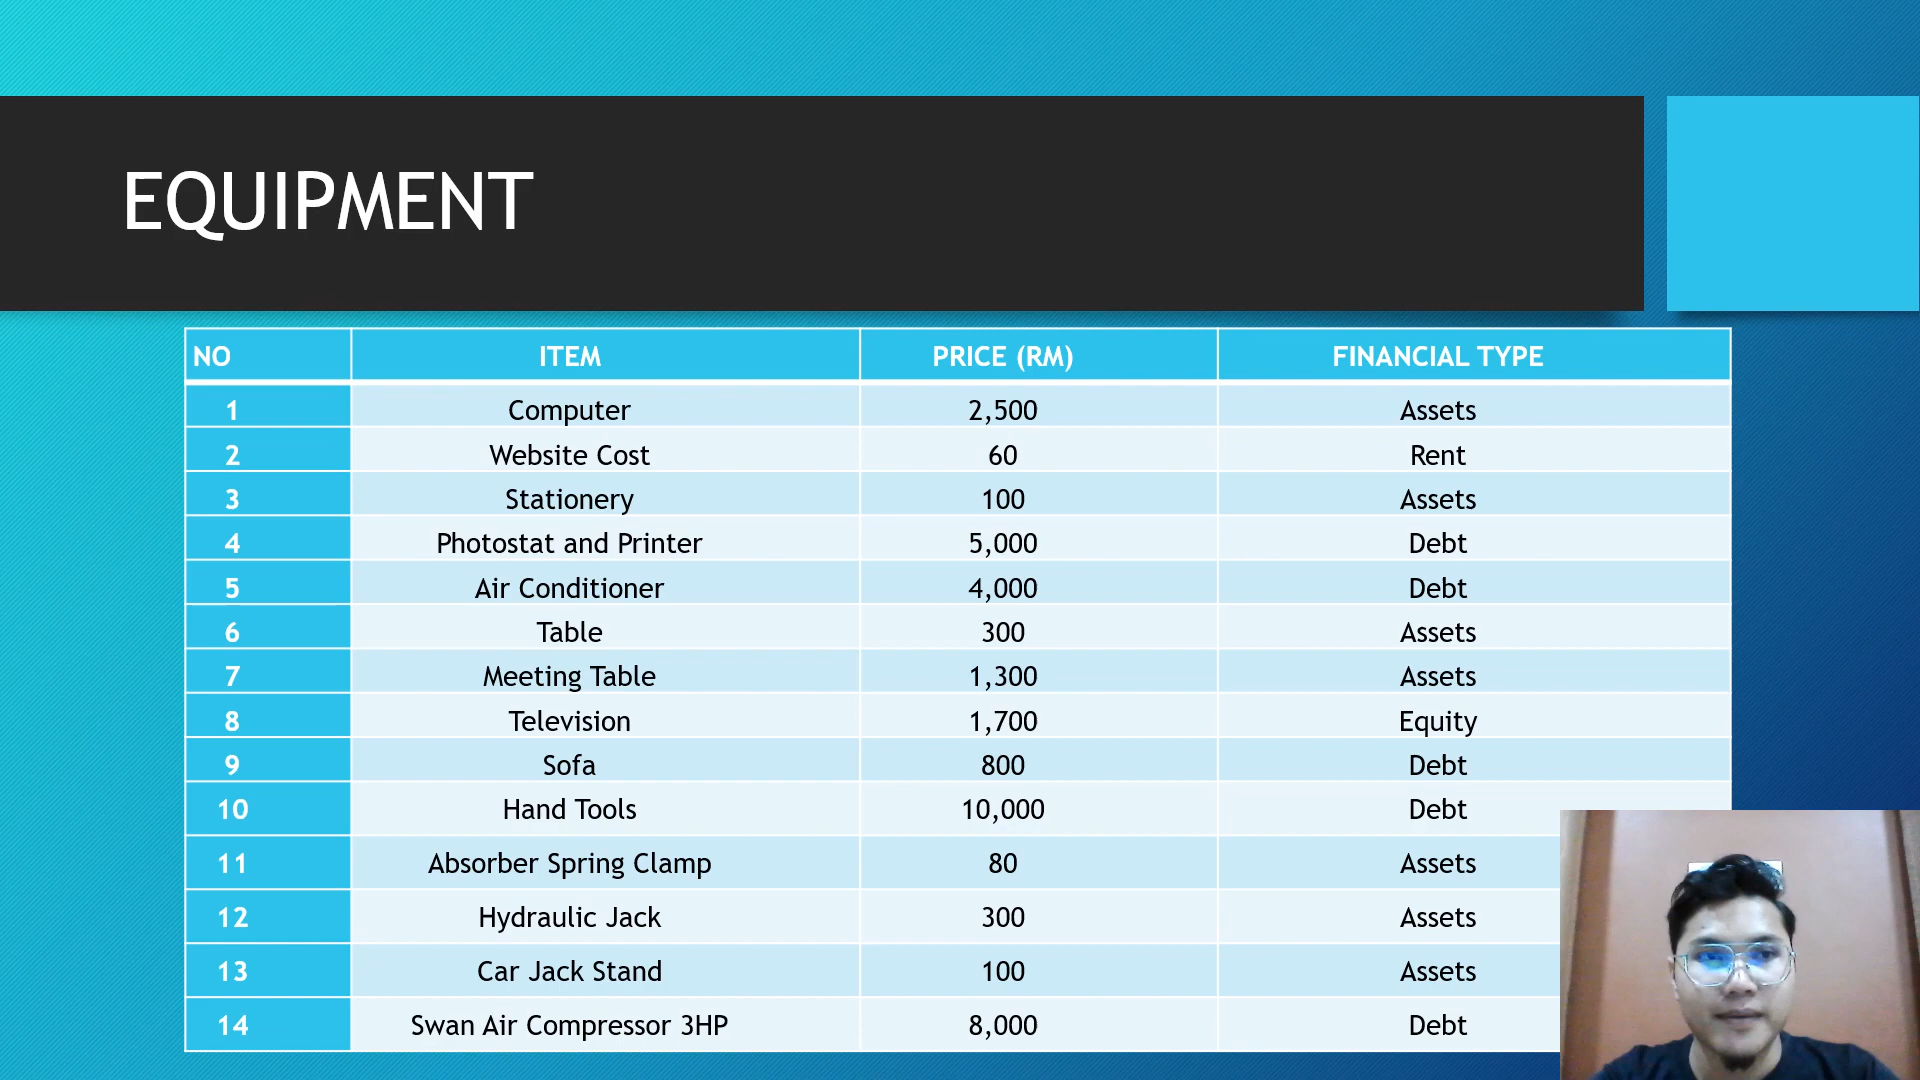 EQUIPMENT
NO ITEM PRICE (RM) FINANCIAL TYPE
1 Computer 2,500 Assets
2 Website Cost 60 Rent
3 Stationery 100 Assets
4 Photostat and Printer 5,000 Debt
5 Air Conditioner 4,000 Debt
6 Table 300 Assets
7 Meeting Table 1,300 Assets
8 Television 1,700 Equity
9 Sofa 800 Debt
10 Hand Tools 10,000 Debt
11 Absorber Spring Clamp 80 Assets
12 Hydraulic Jack 300 Assets
13 Car Jack Stand 100 Assets
14 Swan Air Compressor 3HP 8,000 Debt